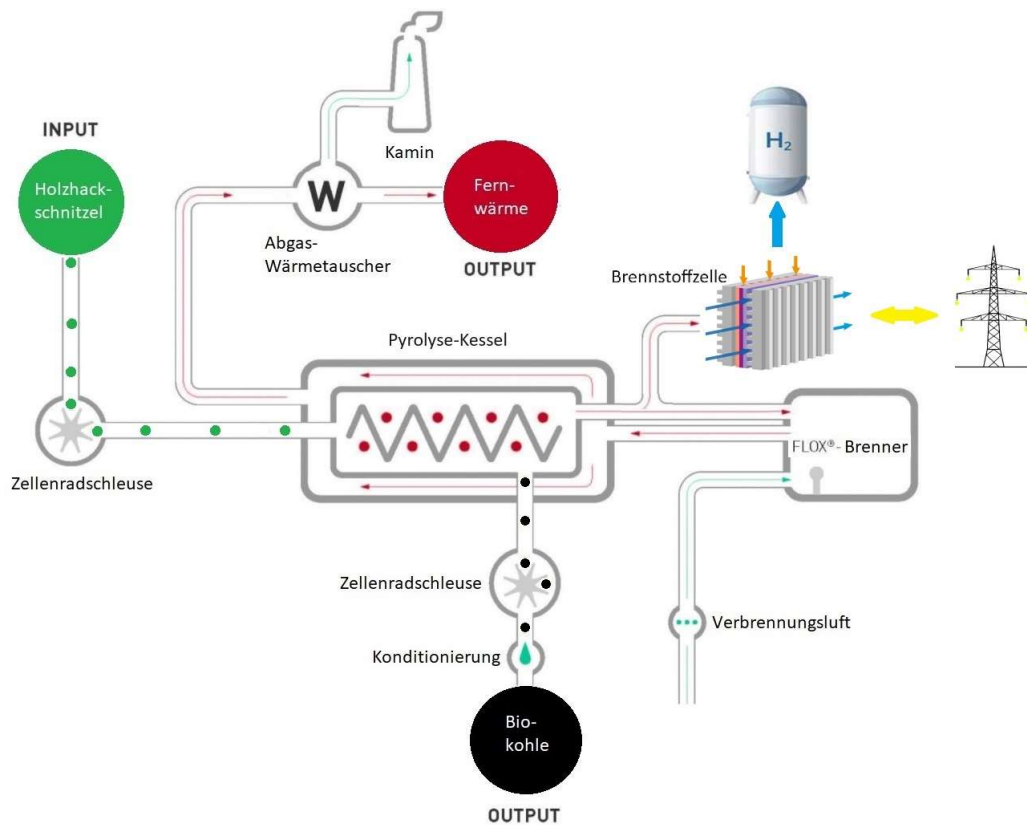 INPUT
Holzhack-
schnitzel
Kamin
Fern-
wärme
OUTPUT
W
Abgas-
Wärmetauscher
H₂
Brennstoffzelle
Pyrolyse-Kessel
Zellenradschleuse
FLOX®- Brenner
Zellenradschleuse
Verbrennungsluft
Konditionierung
Bio-
kohle
OUTPUT